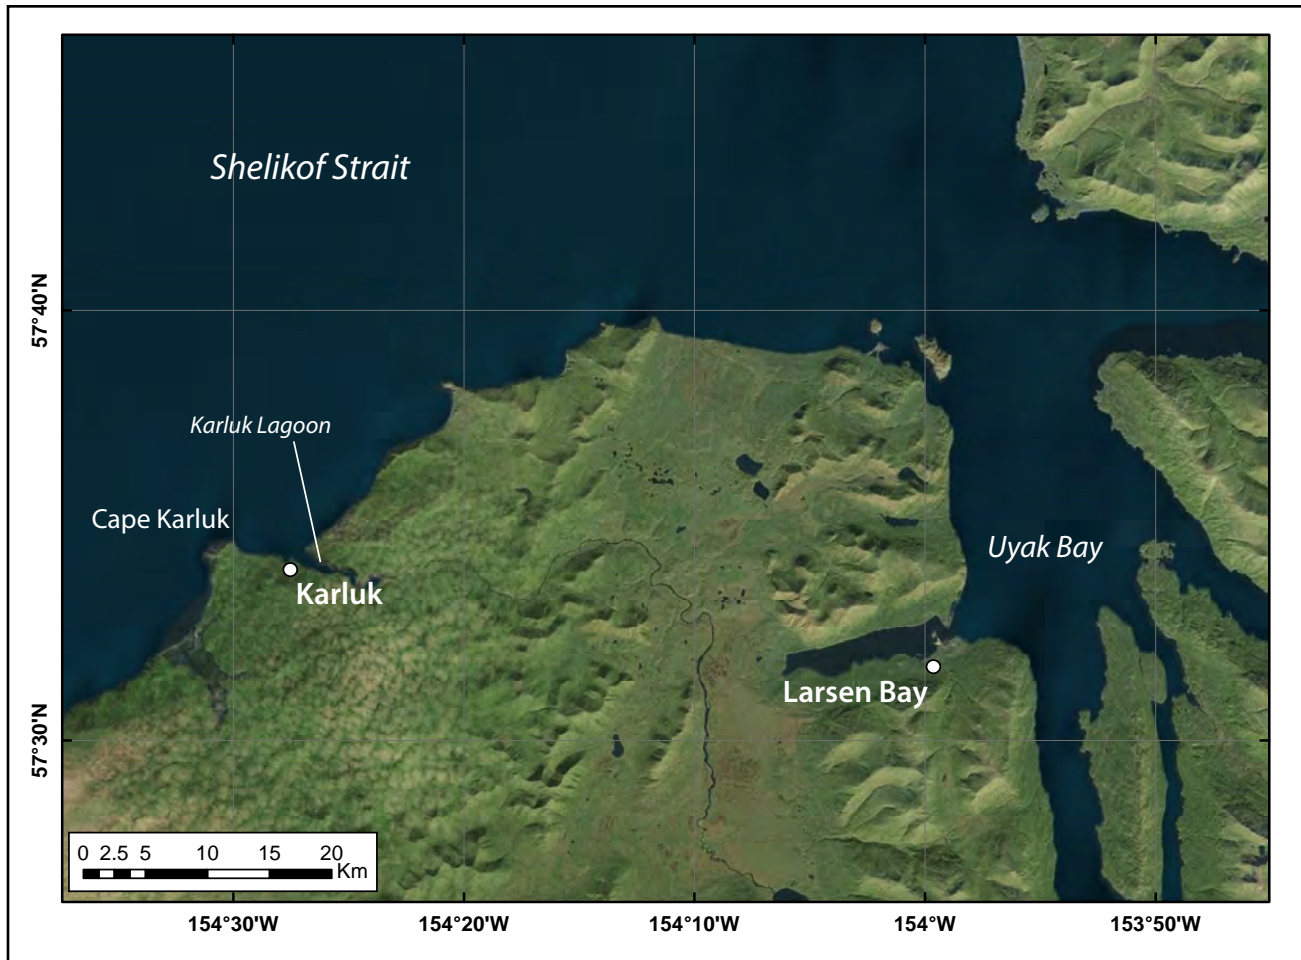 Shelikof Strait
57°40'N
Karluk Lagoon
Cape Karluk
Uyak Bay
Karluk
Larsen Bay
57°30'N
0 2.5 5 10 15 20
Km
154°30'W 154°20'W 154°10'W 154°W 153°50'W